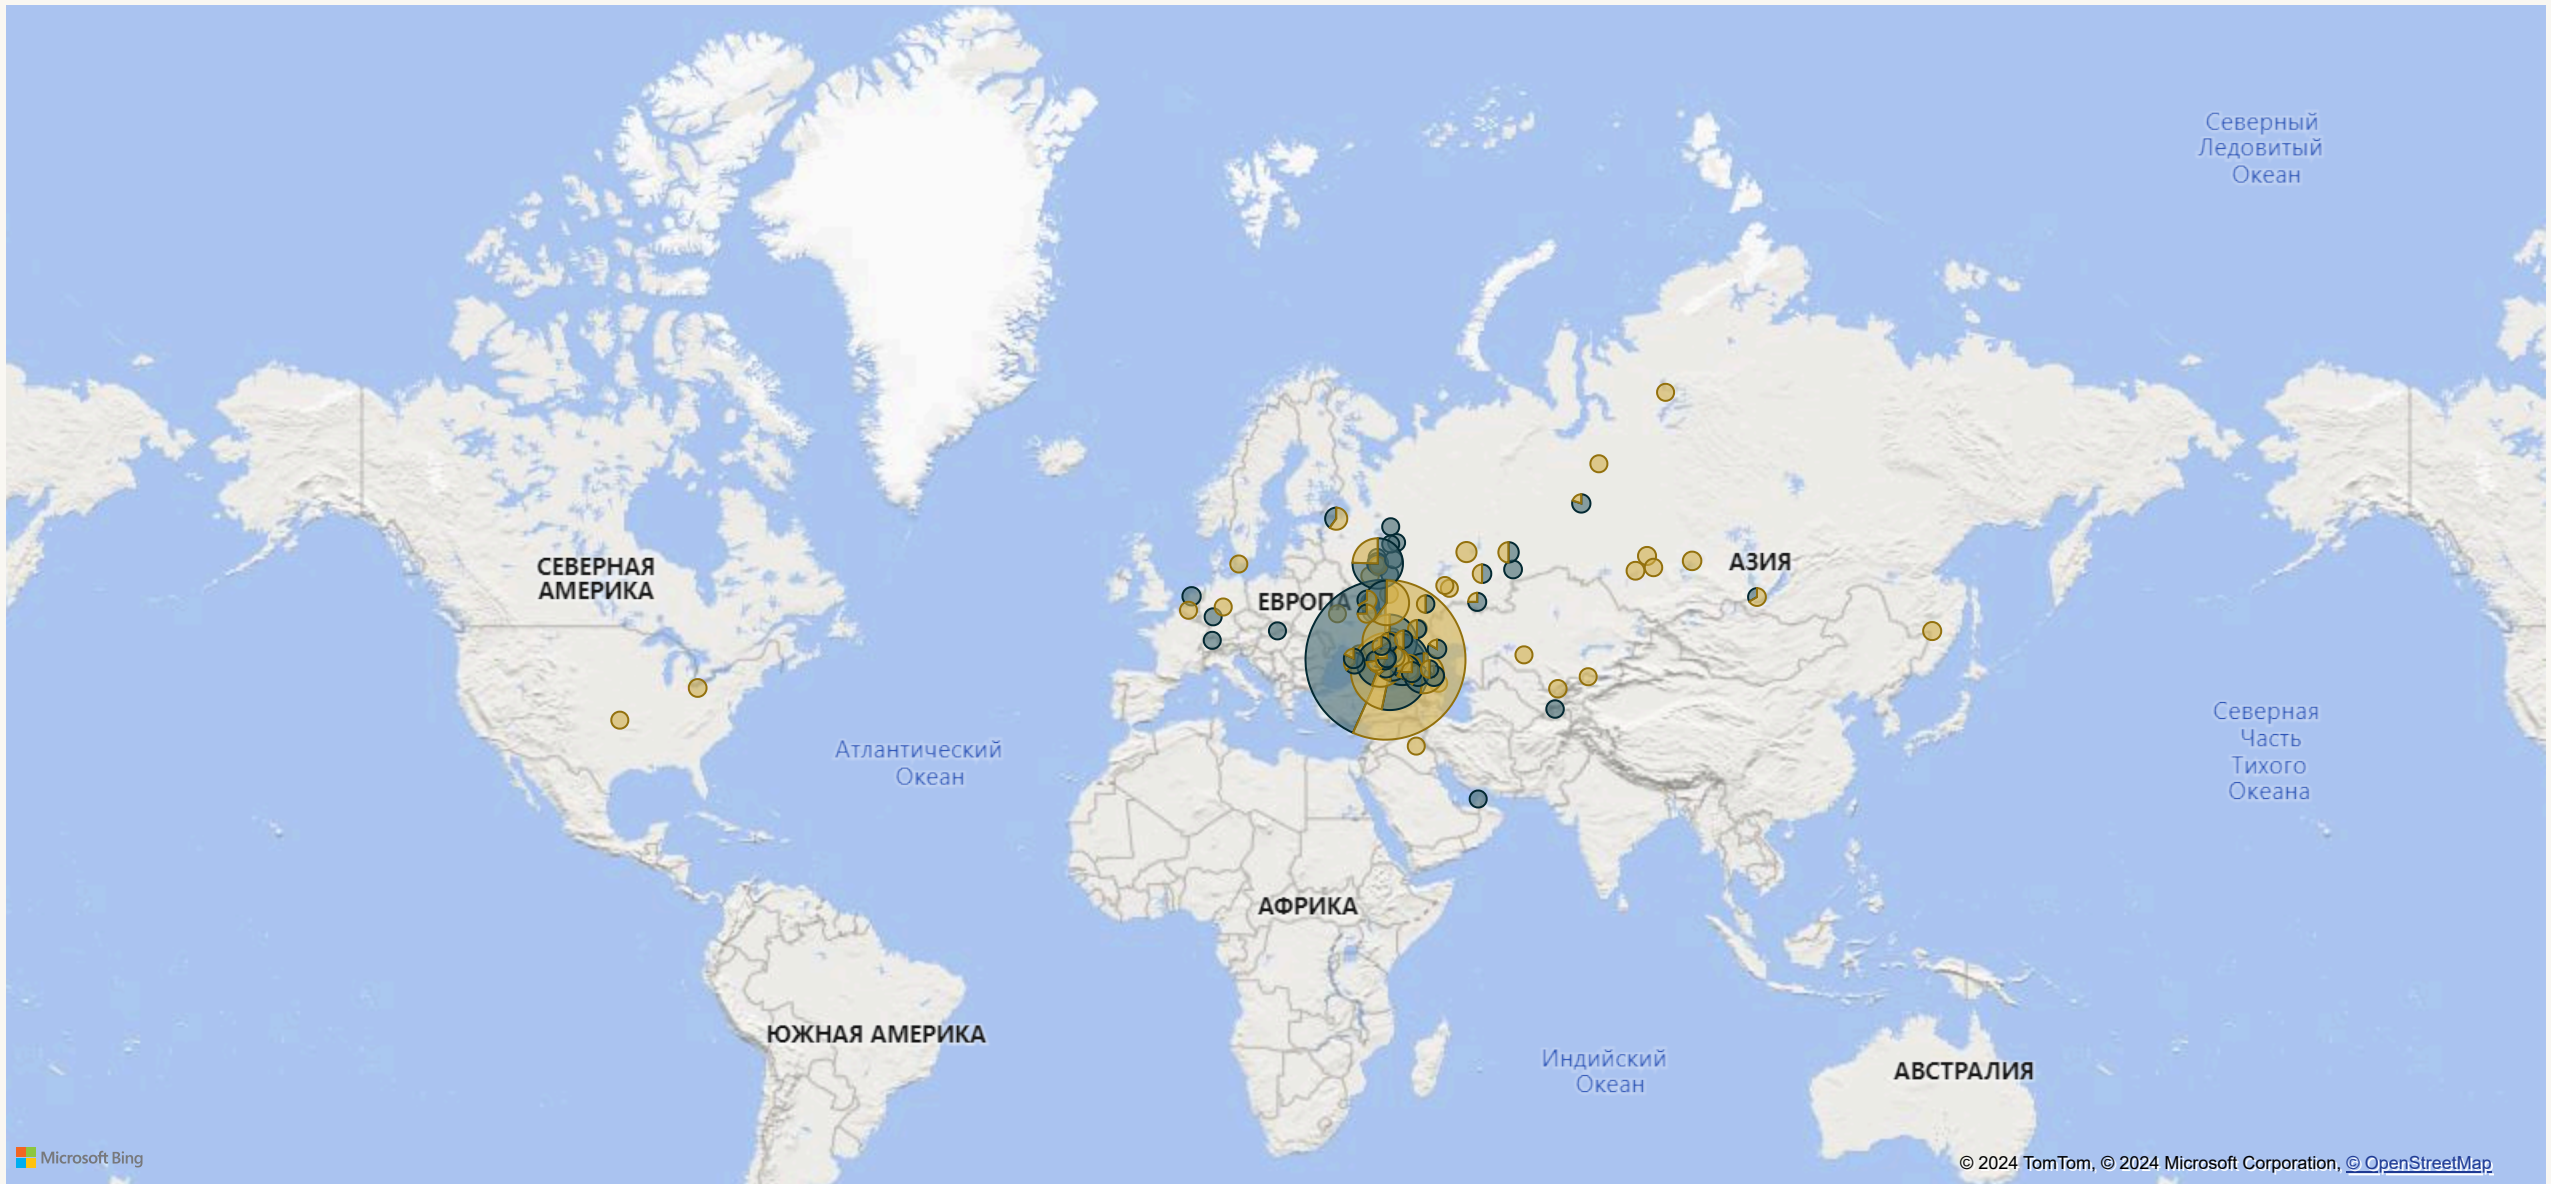 Северный
Ледовитый
Океан
СЕВЕРНАЯ
АМЕРИКА
АЗИЯ
ЕВРОПА
Атлантический
Океан
Северная
Часть
Тихого
Океана
АФРИКА
ЮЖНАЯ АМЕРИКА
Индийский
Океан
АВСТРАЛИЯ
Microsoft Bing
© 2024 TomTom, © 2024 Microsoft Corporation, © OpenStreetMap